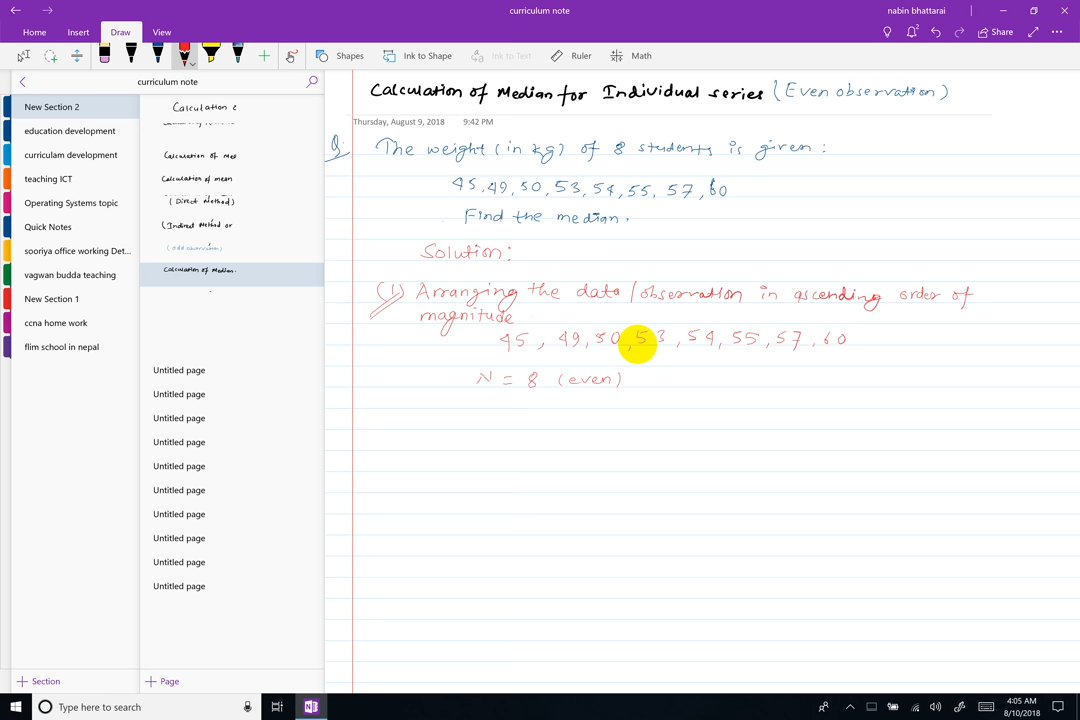 curriculum note
nabin bhattarai
Home
Insert
Draw
View
Share
Shapes
Ink to Shape
Ink to Text
Ruler
Math
curriculum note
New Section 2
education development
curriculam development
teaching ICT
Operating Systems topic
Quick Notes
sooriya office working Det...
vagwan budda teaching
New Section 1
ccna home work
flim school in nepal
Section
Calculation
Calculation of Med
Calculation of mean
(Direct Method)
(Indirect Method or
(odd observation)
Calculation of Median.
Untitled page
Untitled page
Untitled page
Untitled page
Untitled page
Untitled page
Untitled page
Untitled page
Untitled page
Untitled page
Page
Calculation of Median for Individual series (Even observation)
Thursday, August 9, 2018 9:42 PM
Q. The weight (in kg) of 8 students is given :
45, 49, 50, 53, 54, 55, 57, 60
Find the median.
Solution:
(1) Arranging the data / observation in ascending order of
magnitude
45, 49, 50, 53, 54, 55, 57, 60
N = 8 (even)
Type here to search
4:05 AM
8/10/2018